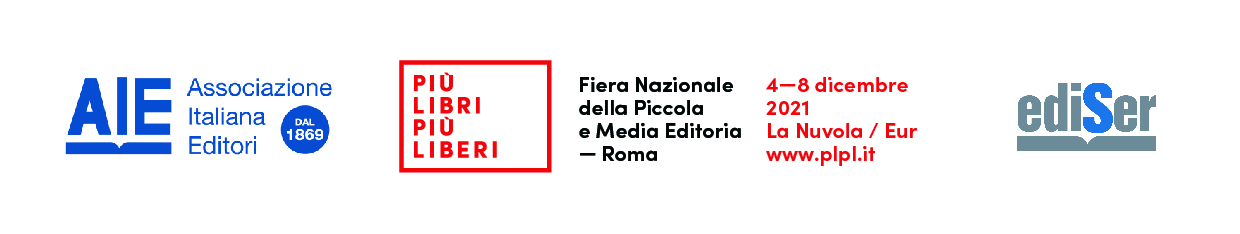 AIE
Associazione
Italiana
Editori
DAL
1869
PIÙ
LIBRI
PIÙ
LIBERI
Fiera Nazionale
della Piccola
e Media Editoria
— Roma
4—8 dicembre
2021
La Nuvola / Eur
www.plpl.it
ediSer